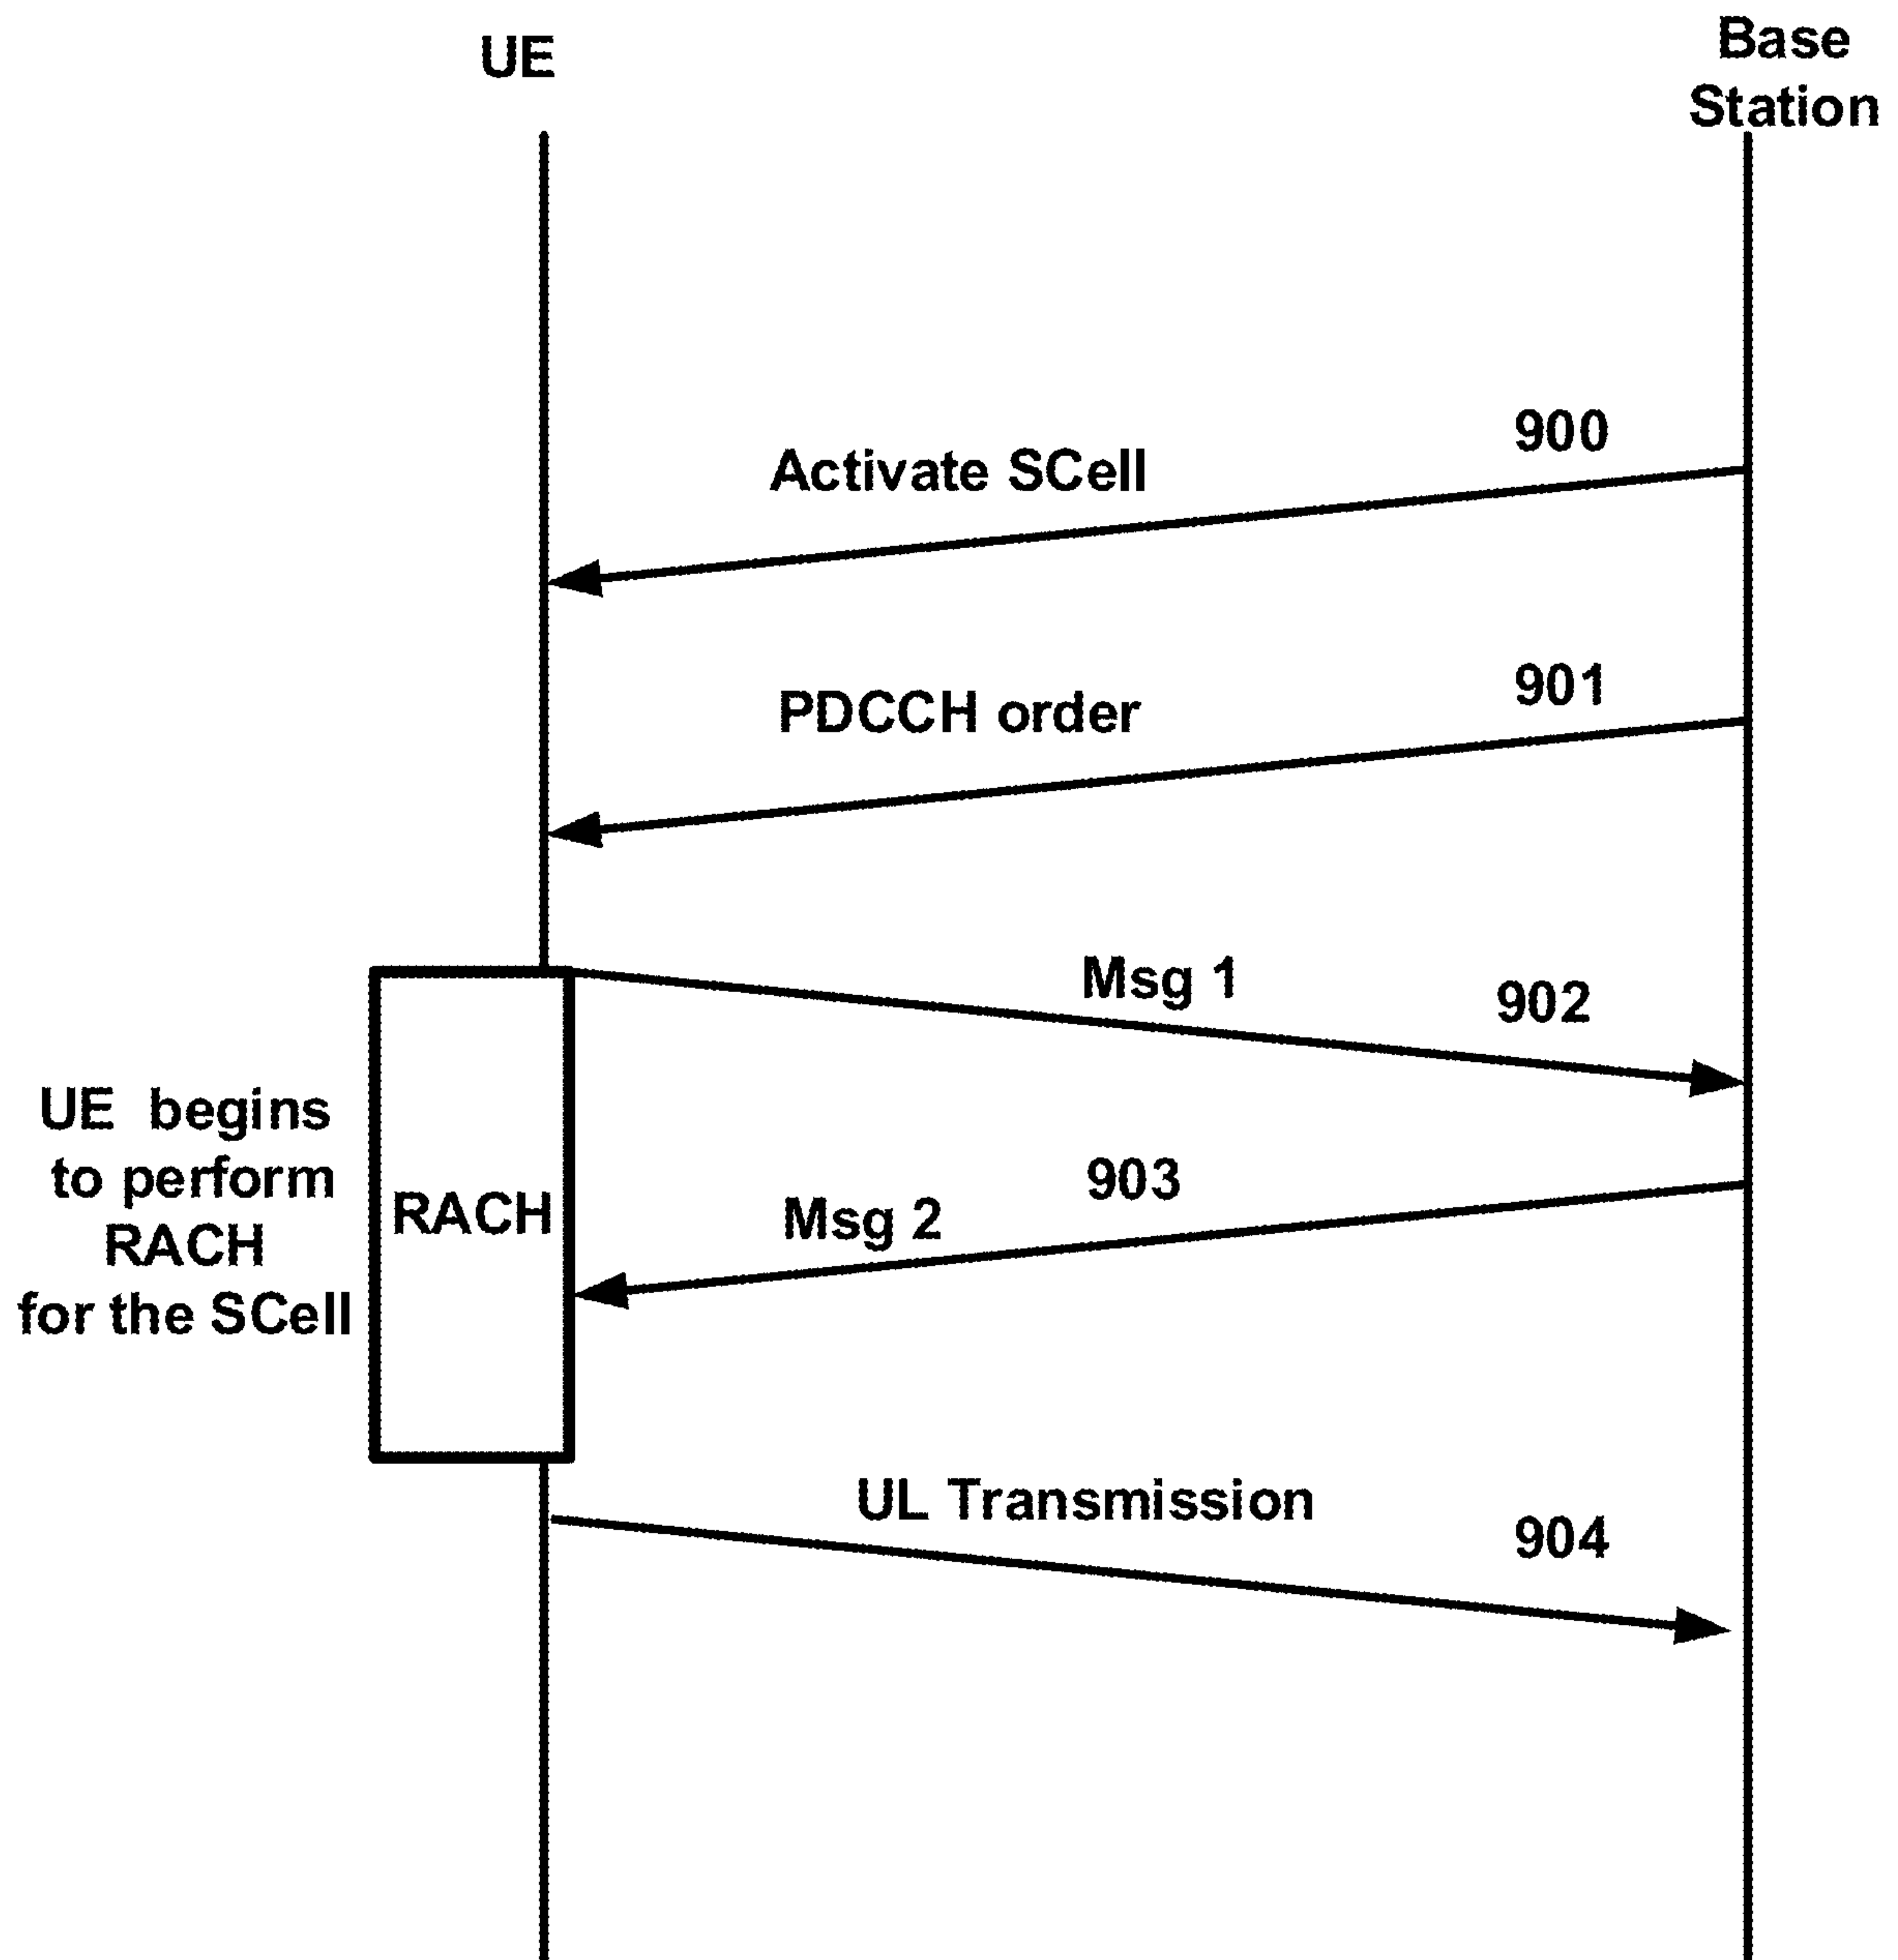 UE
Base
Station
900
Activate SCell
901
PDCCH order
Msg 1
902
UE begins
to perform
RACH
for the SCell
RACH
903
Msg 2
UL Transmission
904